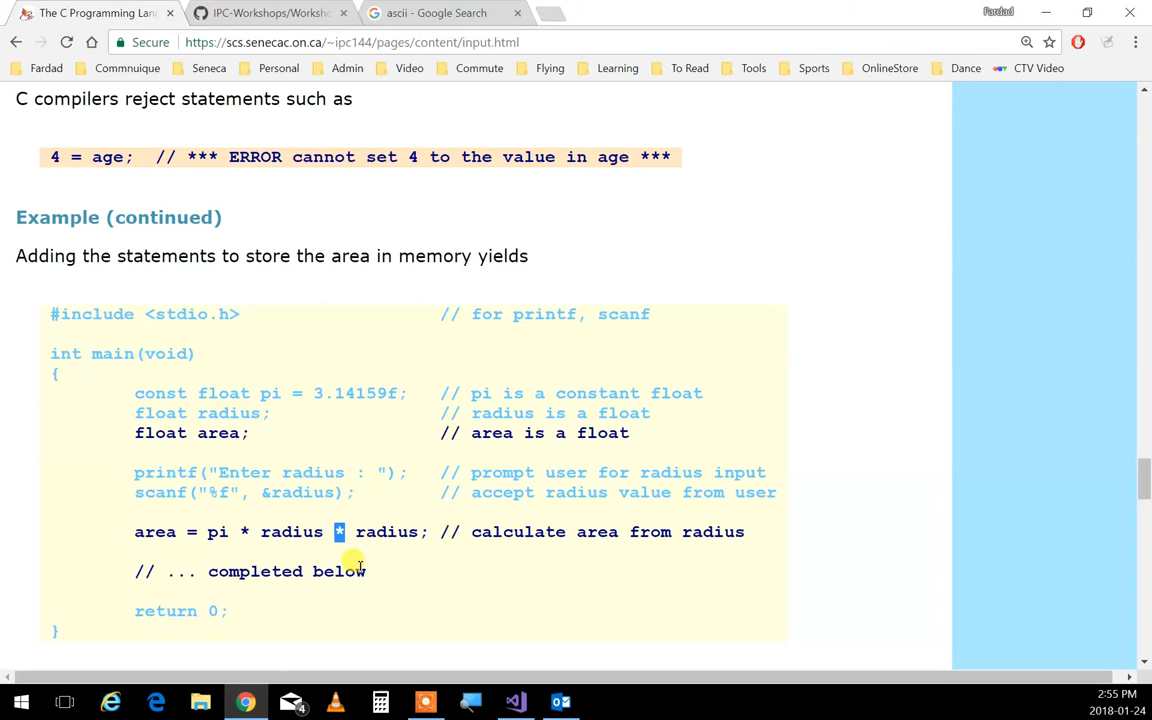 The C Programming Lan
IPC-Workshops/Worksho
ascii - Google Search
Fardad
Secure
https://scs.senecac.on.ca/~ipc144/pages/content/input.html
Fardad
Commnuique
Seneca
Personal
Admin
Video
Commute
Flying
Learning
To Read
Tools
Sports
OnlineStore
Dance
CTV Video
C compilers reject statements such as
4 = age;  // *** ERROR cannot set 4 to the value in age ***
Example (continued)
Adding the statements to store the area in memory yields
#include <stdio.h> // for printf, scanf
int main(void)
{
const float pi = 3.14159f; // pi is a constant float
float radius; // radius is a float
float area; // area is a float
printf("Enter radius : "); // prompt user for radius input
scanf("%f", &radius); // accept radius value from user
area = pi * radius * radius; // calculate area from radius
// ... completed below
return 0;
}
4
2:55 PM
2018-01-24